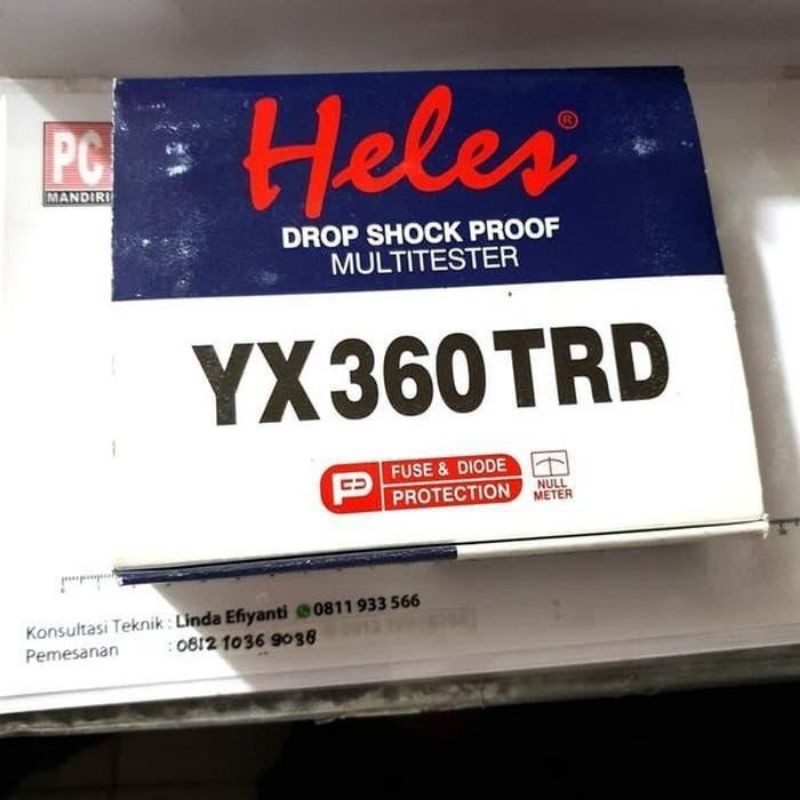 PC
MANDIRI
Heles®
DROP SHOCK PROOF
MULTITESTER
YX360TRD
FUSE & DIODE
PROTECTION
NULL
METER
Konsultasi Teknik : Linda Efiyanti 0811 933 566
Pemesanan : 0812 1036 9038